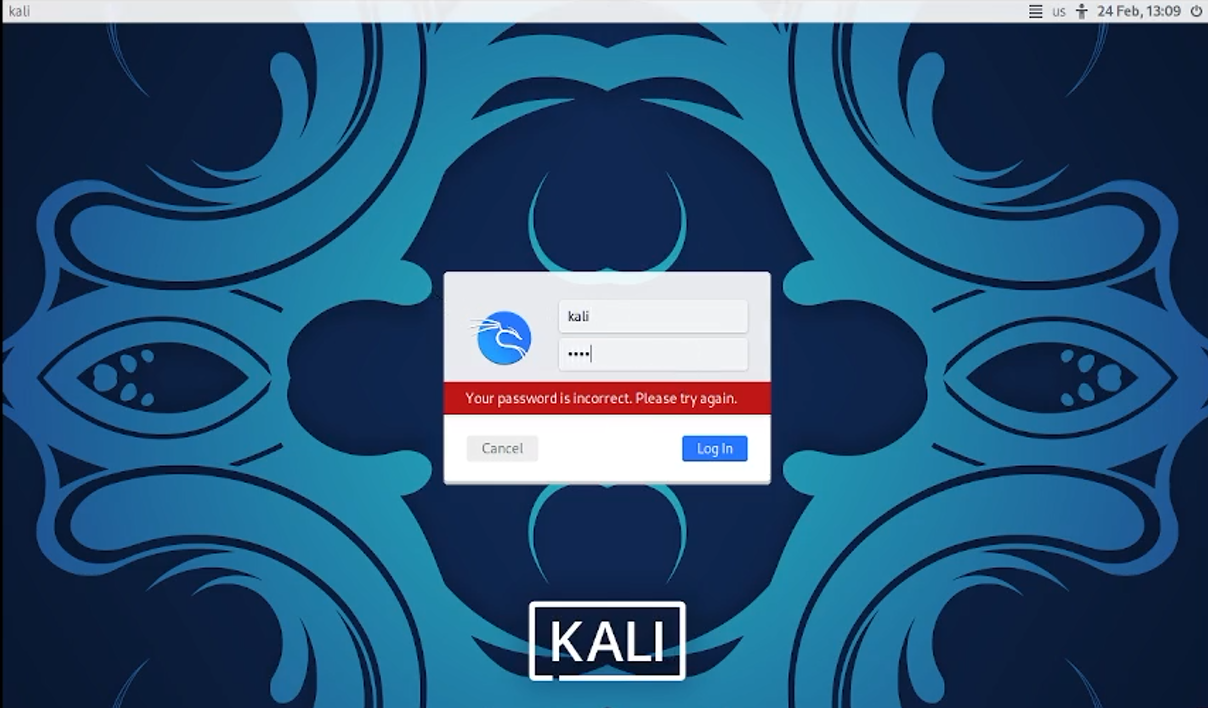 kali
us
24 Feb, 13:09
kali
••••
Your password is incorrect. Please try again.
Cancel
Log In
KALI